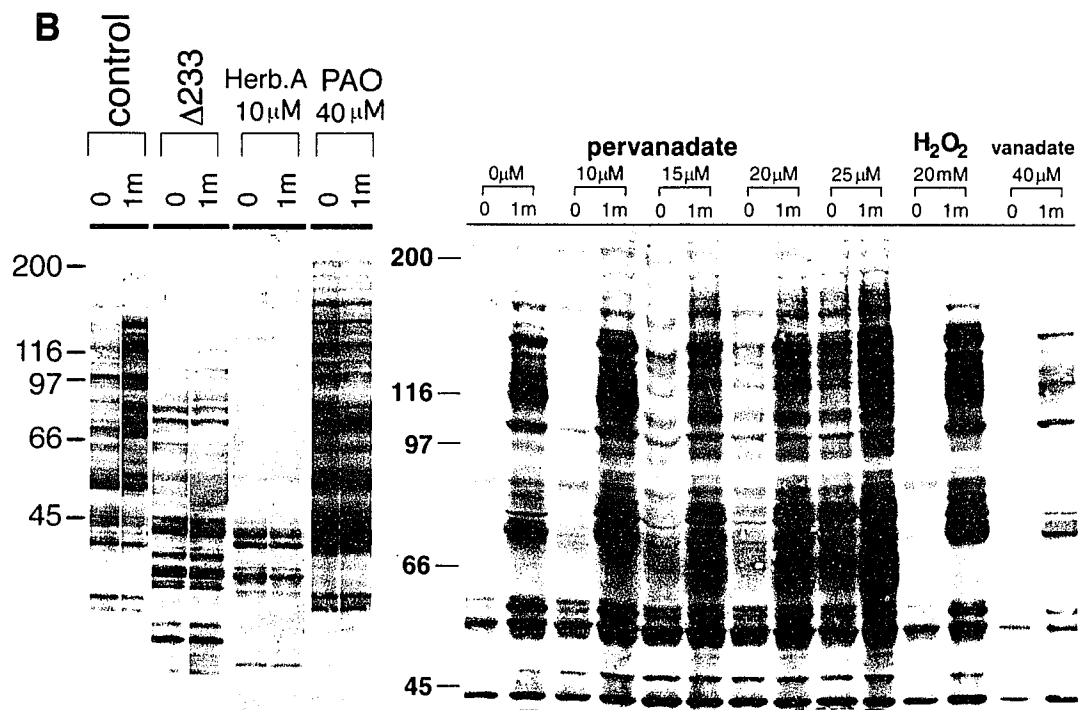 B
control Δ233 Herb.A 10μM PAO 40μM
0 1m 0 1m 0 1m 0 1m
200
116
97
66
45
pervanadate H₂O₂ vanadate
0μM 10μM 15μM 20μM 25μM 20mM 40μM
0 1m 0 1m 0 1m 0 1m 0 1m 0 1m 0 1m
200
116
97
66
45